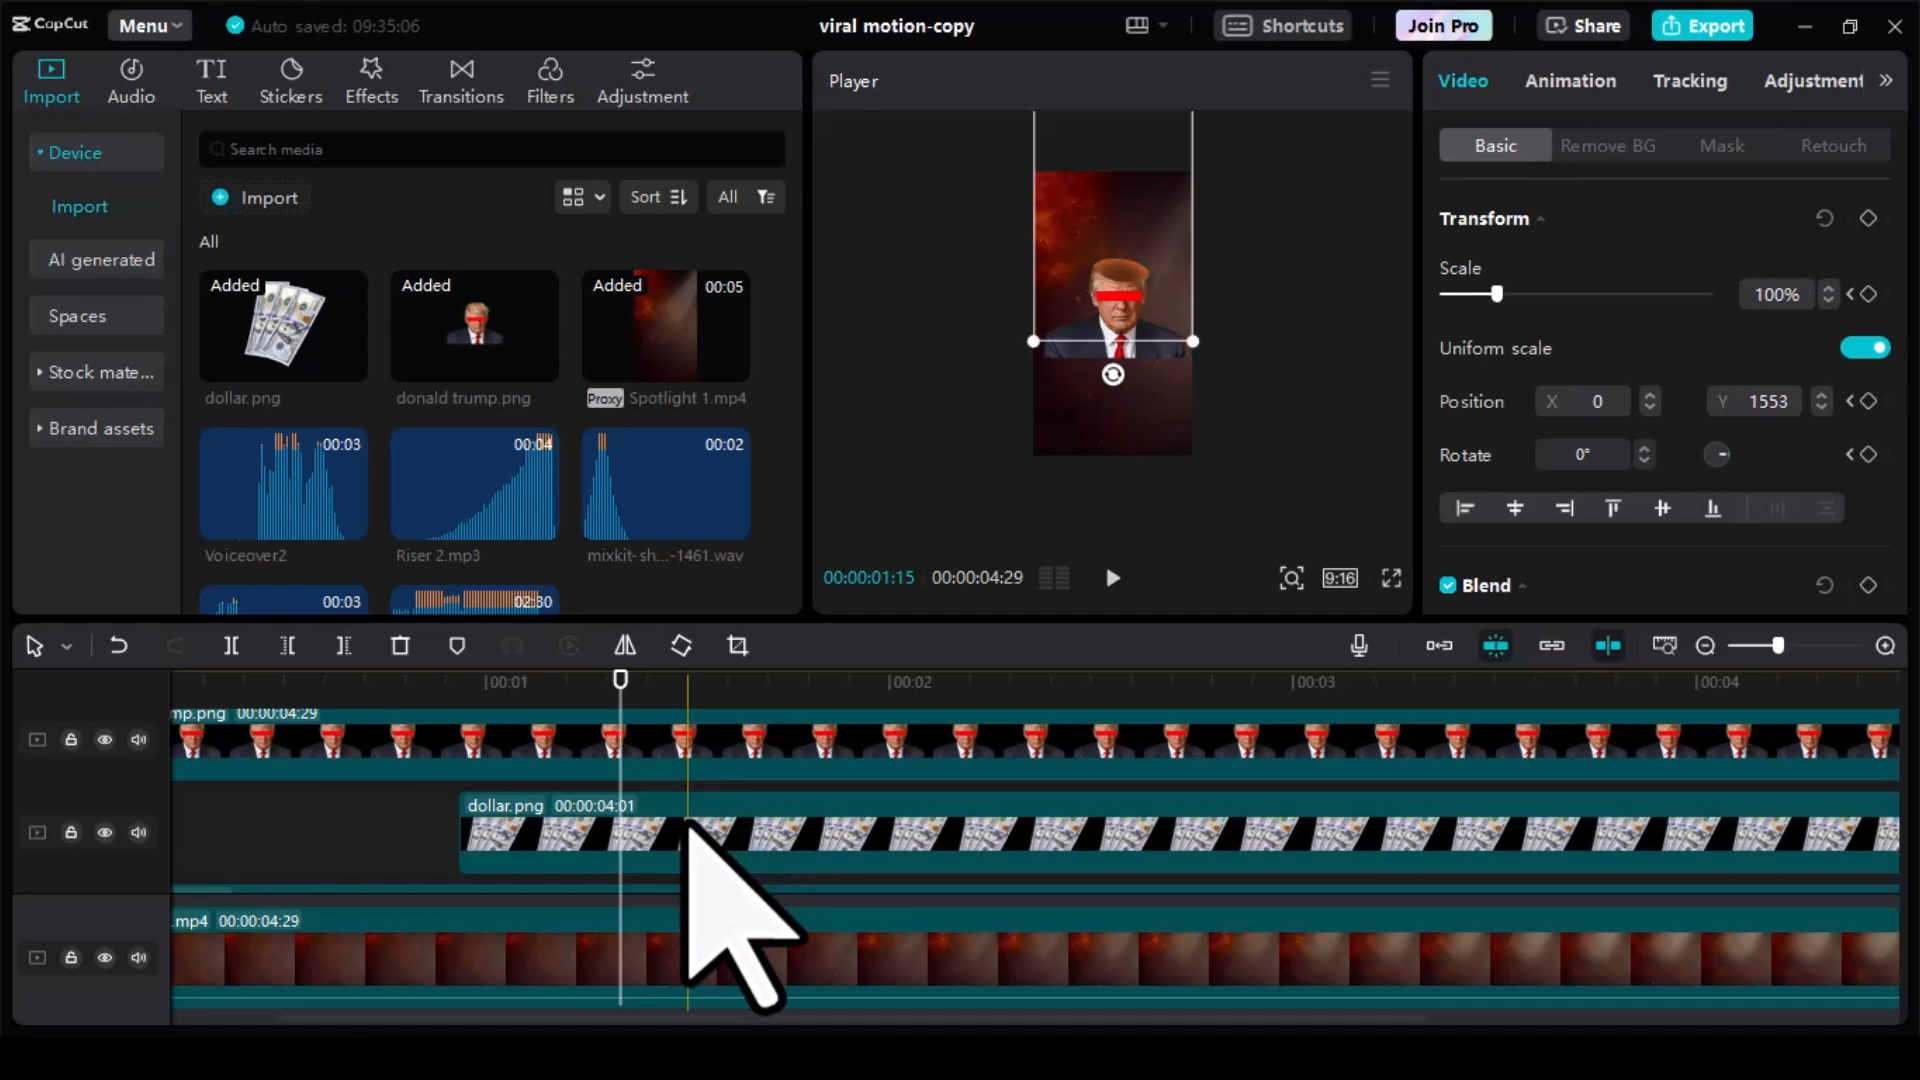 CapCut
Menu
Auto saved: 09:35:06
viral motion-copy
Shortcuts
Join Pro
Share
Export
Import
Audio
TI
Text
Stickers
Effects
Transitions
Filters
Adjustment
Device
Import
AI generated
Spaces
Stock mate...
Brand assets
Search media
Import
Sort
All
All
Added
dollar.png
Added
donald trump.png
Added
00:05
Proxy
Spotlight 1.mp4
00:03
Voiceover2
00:04
Riser 2.mp3
00:02
mixkit-sh...-1461.wav
00:03
02:30
Player
00:00:01:15
00:00:04:29
9:16
Video
Animation
Tracking
Adjustment
Basic
Remove BG
Mask
Retouch
Transform
Scale
100%
Uniform scale
Position
X 0
Y 1553
Rotate
0°
Blend
00:01
00:02
00:03
00:04
mp.png 00:00:04:29
dollar.png 00:00:04:01
.mp4 00:00:04:29